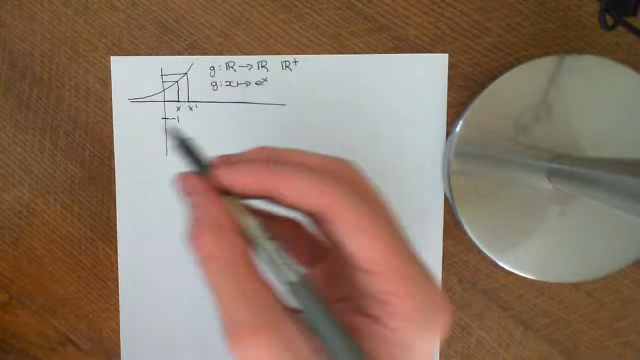 g: ℝ → ℝ ℝ⁺
g: x ↦ eˣ
x x'
-1